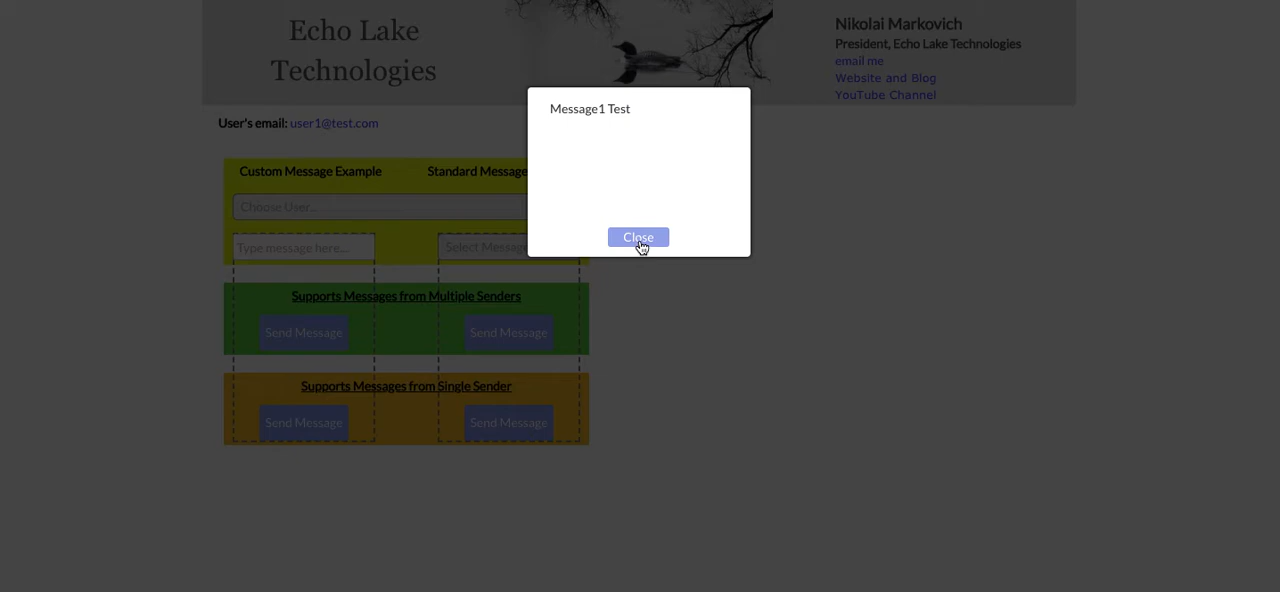 Echo Lake
Technologies
Nikolai Markovich
President, Echo Lake Technologies
email me
Website and Blog
YouTube Channel
User's email: user1@test.com
Message1 Test
Close
Custom Message Example
Standard Message
Choose User...
Type message here...
Select Message
Supports Messages from Multiple Senders
Send Message
Send Message
Supports Messages from Single Sender
Send Message
Send Message